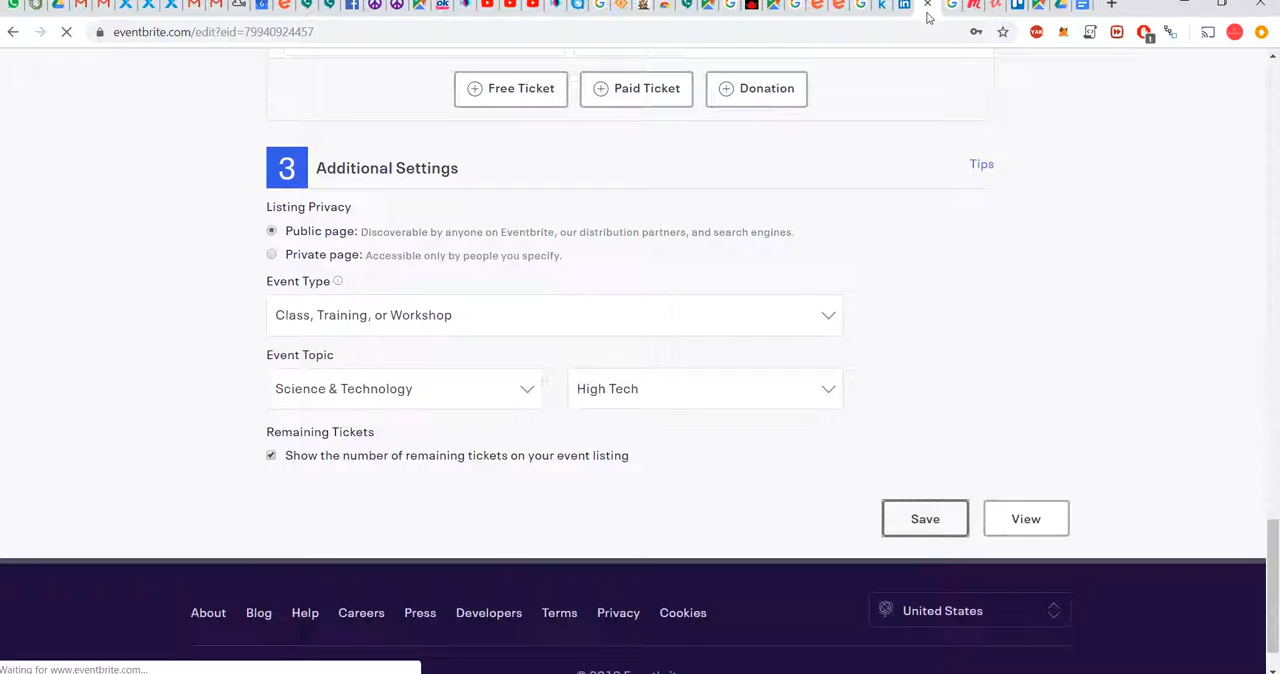 eventbrite.com/edit?eid=79940924457
Free Ticket
Paid Ticket
Donation
3 Additional Settings
Tips
Listing Privacy
Public page: Discoverable by anyone on Eventbrite, our distribution partners, and search engines.
Private page: Accessible only by people you specify.
Event Type
Class, Training, or Workshop
Event Topic
Science & Technology
High Tech
Remaining Tickets
Show the number of remaining tickets on your event listing
Save
View
About Blog Help Careers Press Developers Terms Privacy Cookies
United States
Waiting for www.eventbrite.com...